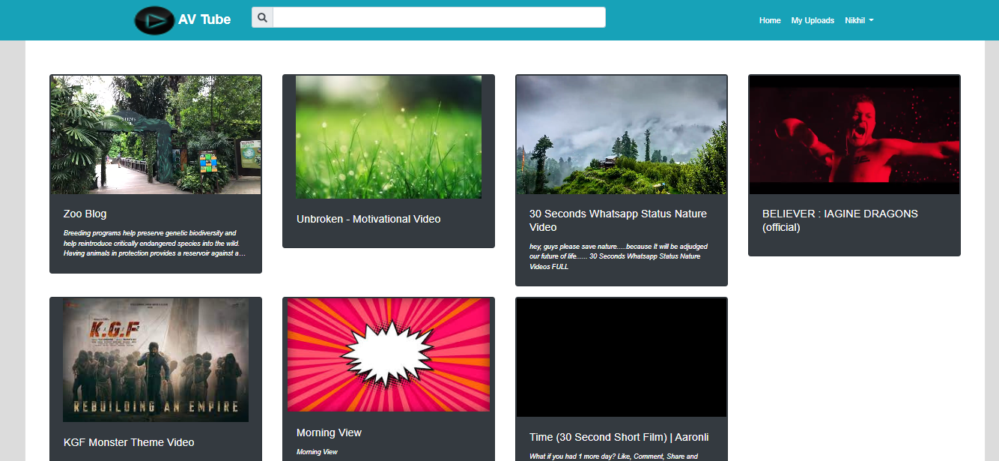 AV Tube
Home My Uploads Nikhil
Zoo Blog
Breeding programs help preserve genetic biodiversity and
help reintroduce critically endangered species into the wild.
Having animals in protection provides a reservoir against a…
Unbroken - Motivational Video
30 Seconds Whatsapp Status Nature
Video
hey, guys please save nature.....because It will be adjudged
our future of life...... 30 Seconds Whatsapp Status Nature
Videos FULL
BELIEVER : IAGINE DRAGONS
(official)
K.G.F
REBUILDING AN EMPIRE
KGF Monster Theme Video
Morning View
Morning View
Time (30 Second Short Film) | Aaronli
What if you had 1 more day? Like, Comment, Share and